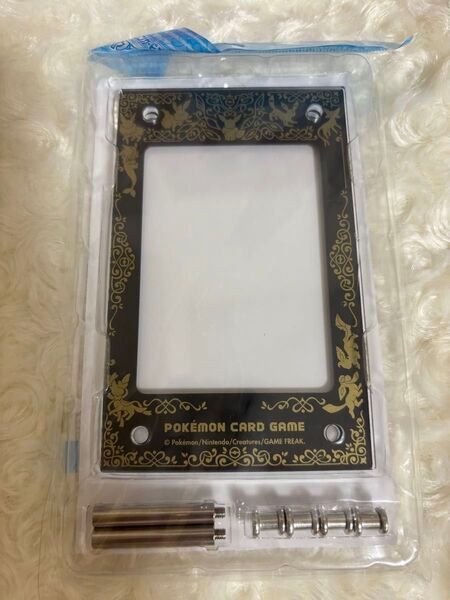 POKÉMON CARD GAME
© Pokémon/Nintendo/Creatures/GAME FREAK.